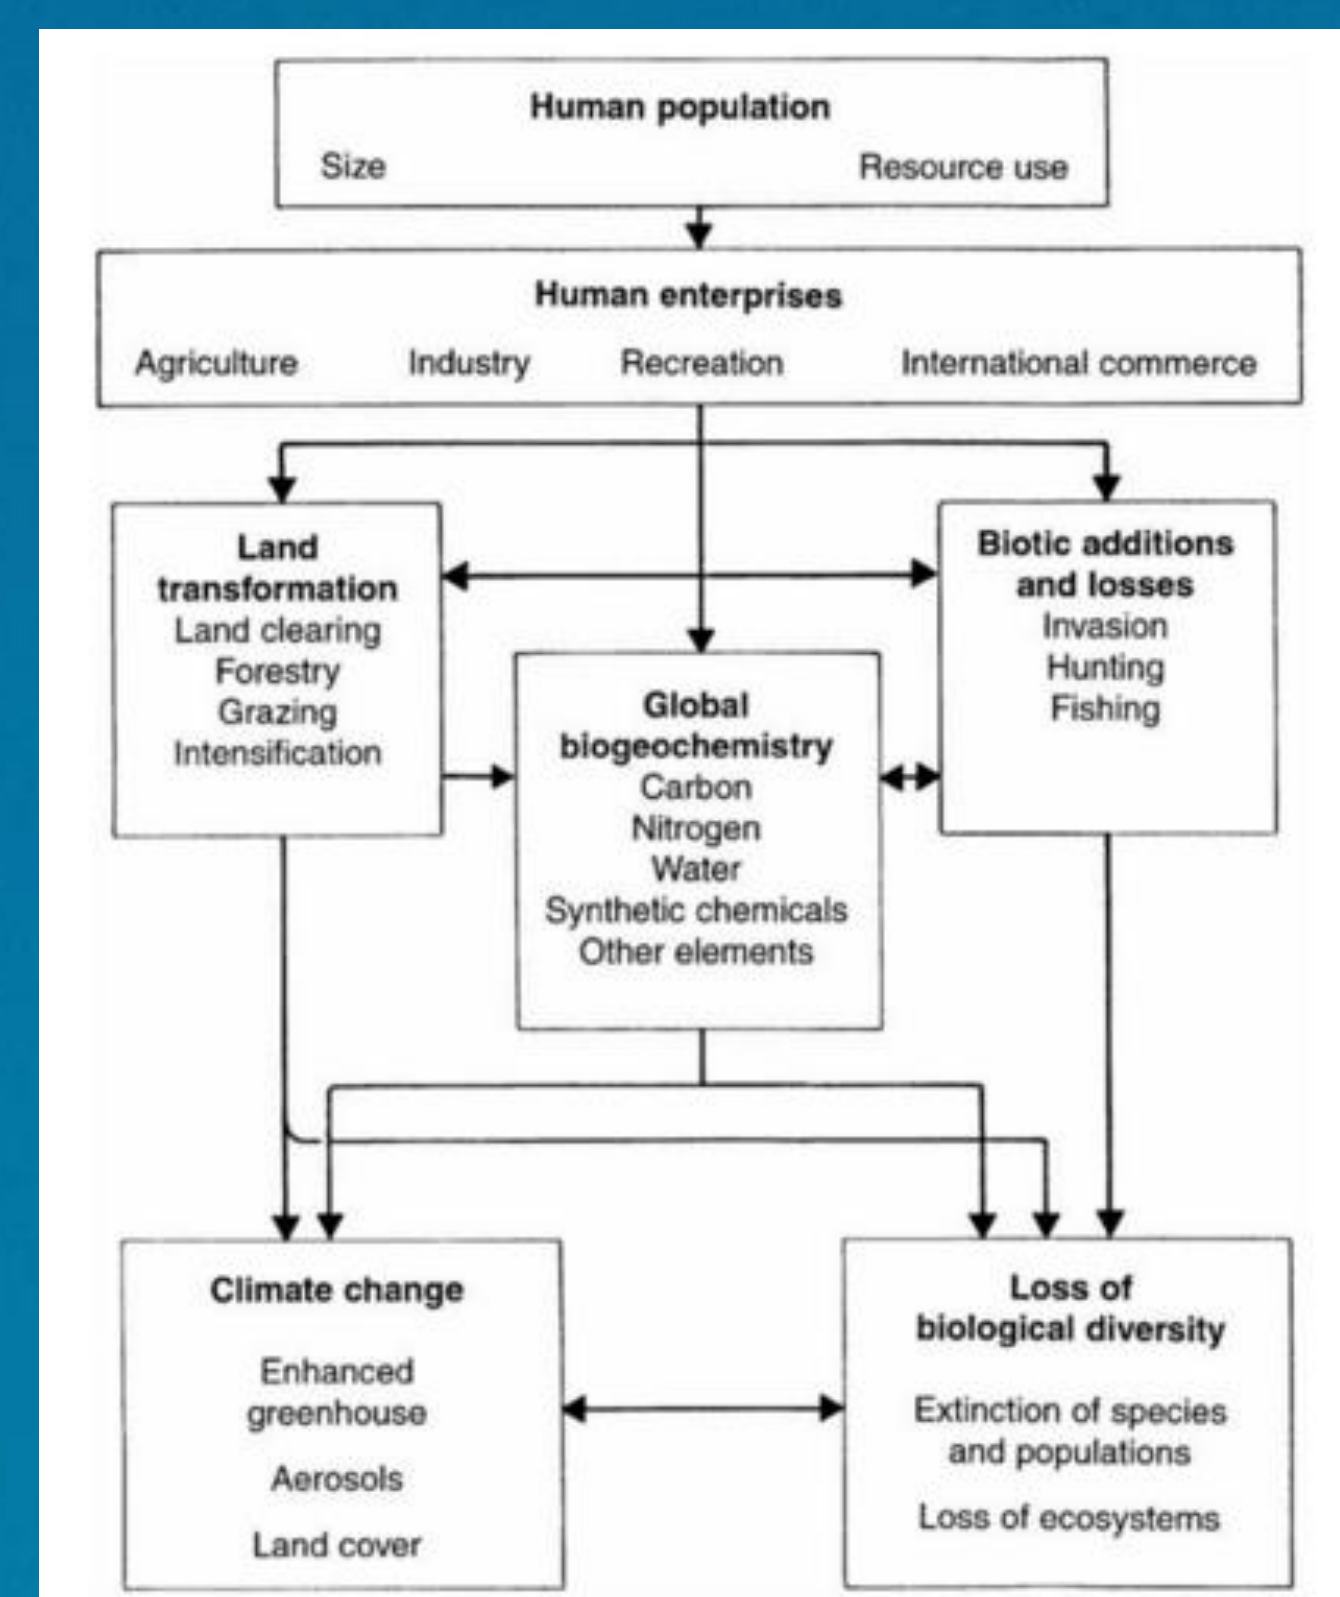 Human population
Size Resource use
Human enterprises
Agriculture Industry Recreation International commerce
Land
transformation
Land clearing
Forestry
Grazing
Intensification
Biotic additions
and losses
Invasion
Hunting
Fishing
Global
biogeochemistry
Carbon
Nitrogen
Water
Synthetic chemicals
Other elements
Climate change
Enhanced
greenhouse
Aerosols
Land cover
Loss of
biological diversity
Extinction of species
and populations
Loss of ecosystems